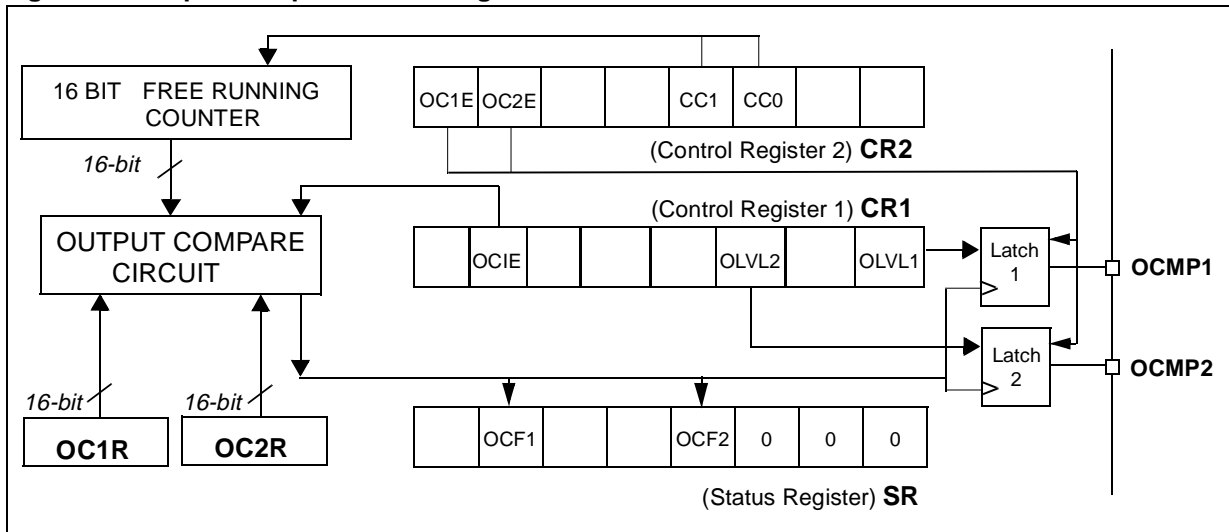 16 BIT FREE RUNNING
COUNTER
16-bit
OC1E OC2E CC1 CC0
(Control Register 2) CR2
(Control Register 1) CR1
OUTPUT COMPARE
CIRCUIT
OCIE OLVL2 OLVL1
Latch
1
OCMP1
Latch
2
OCMP2
16-bit 16-bit
OC1R OC2R
OCF1 OCF2 0 0 0
(Status Register) SR